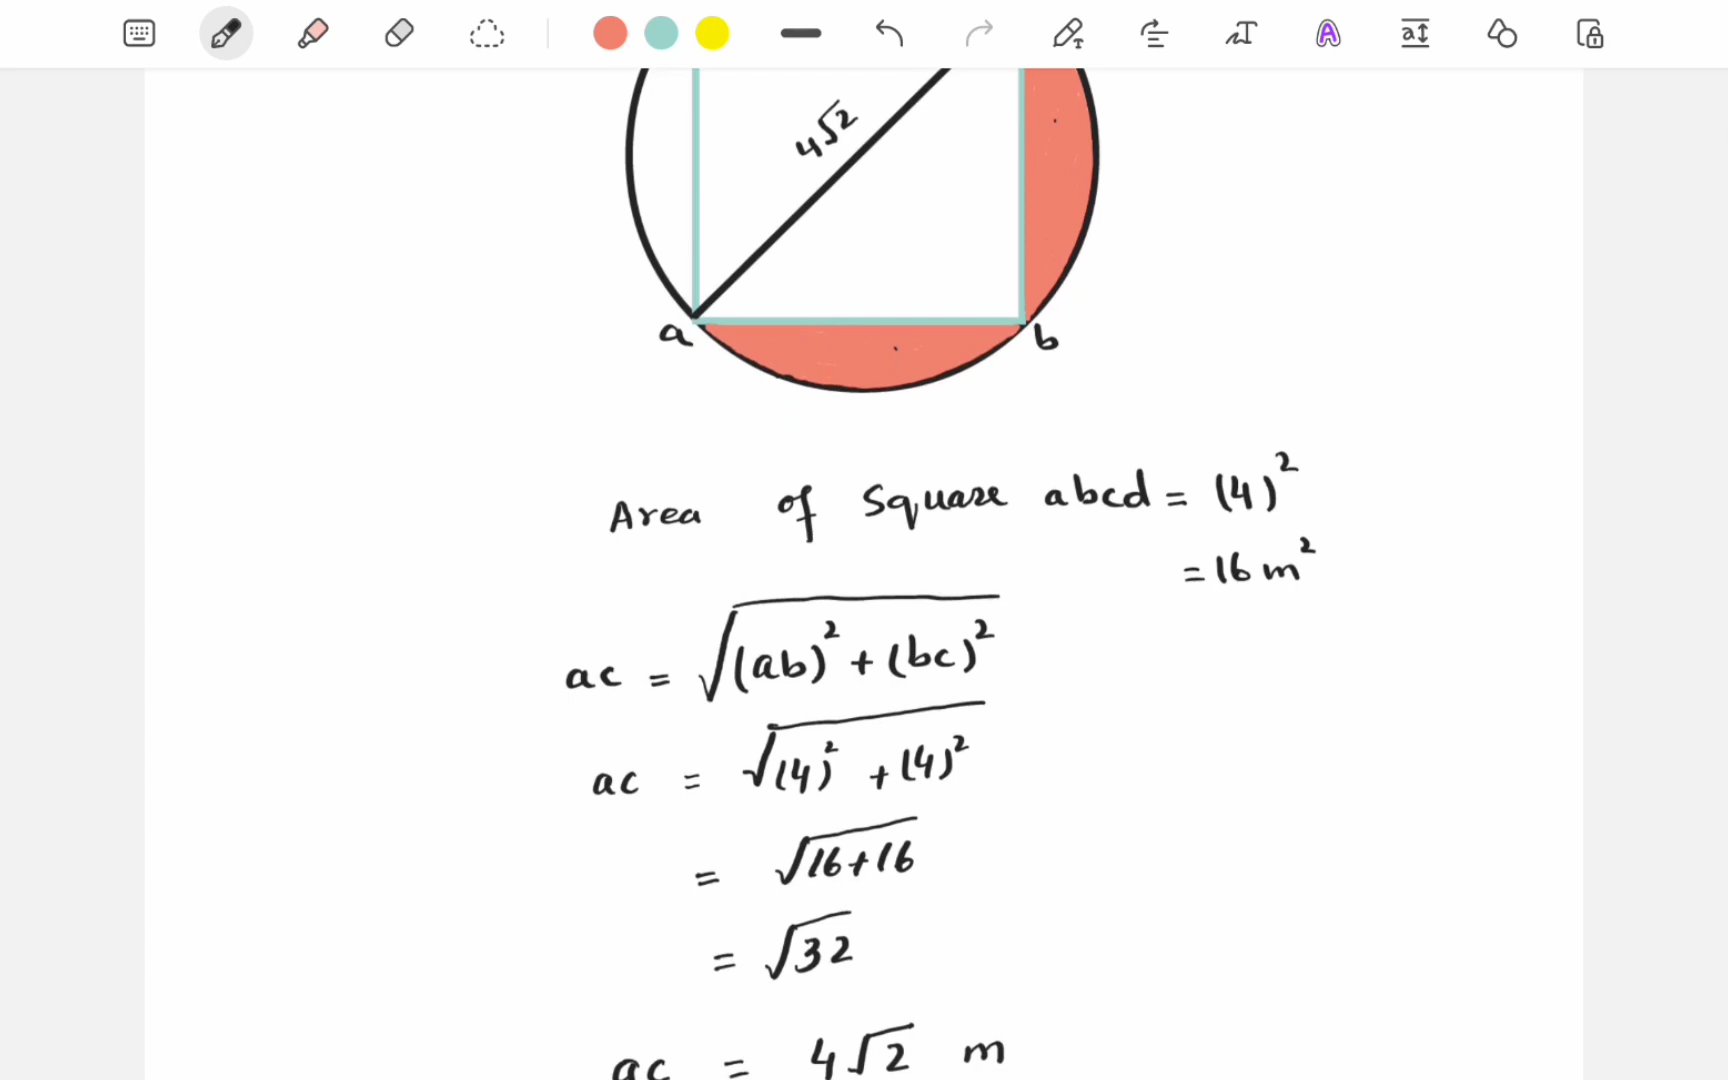 4√2
a
b
Area of Square abcd = (4)²
= 16 m²
ac = √(ab)² + (bc)²
ac = √(4)² + (4)²
= √16+16
= √32
ac = 4√2 m